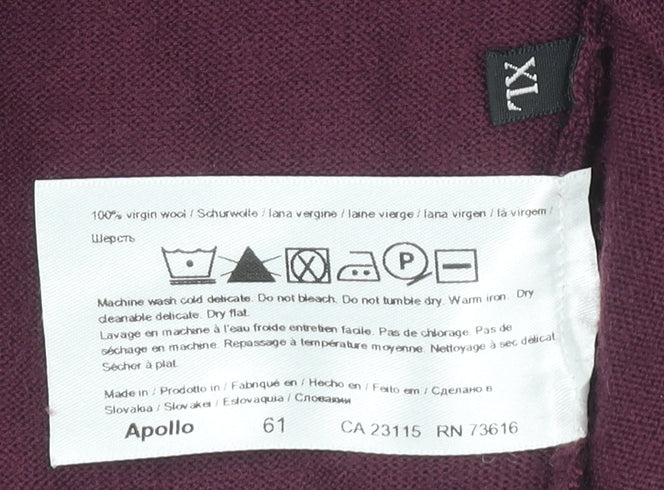 XL
100% virgin wool / Schurwolle / lana vergine / laine vierge / lana virgen / lã virgem /
Шерсть
P
Machine wash cold delicate. Do not bleach. Do not tumble dry. Warm iron. Dry
cleanable delicate. Dry flat.
Lavage en machine à l'eau froide entretien facile. Pas de chlorage. Pas de
séchage en machine. Repassage à température moyenne. Nettoyage à sec délicat.
Sécher à plat.
Made in / Prodotto in / Fabriqué en / Hecho en / Feito em / Сделано в
Slovakia / Slovakei / Eslovaquia / Словакии
Apollo 61 CA 23115 RN 73616